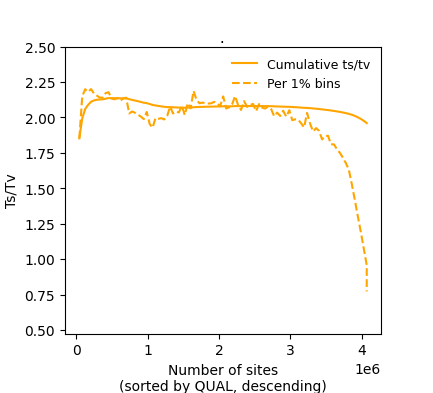 .
Cumulative ts/tv
Per 1% bins
2.50
2.25
2.00
1.75
1.50
1.25
1.00
0.75
0.50
Ts/Tv
0
1
2
3
4
1e6
Number of sites
(sorted by QUAL, descending)